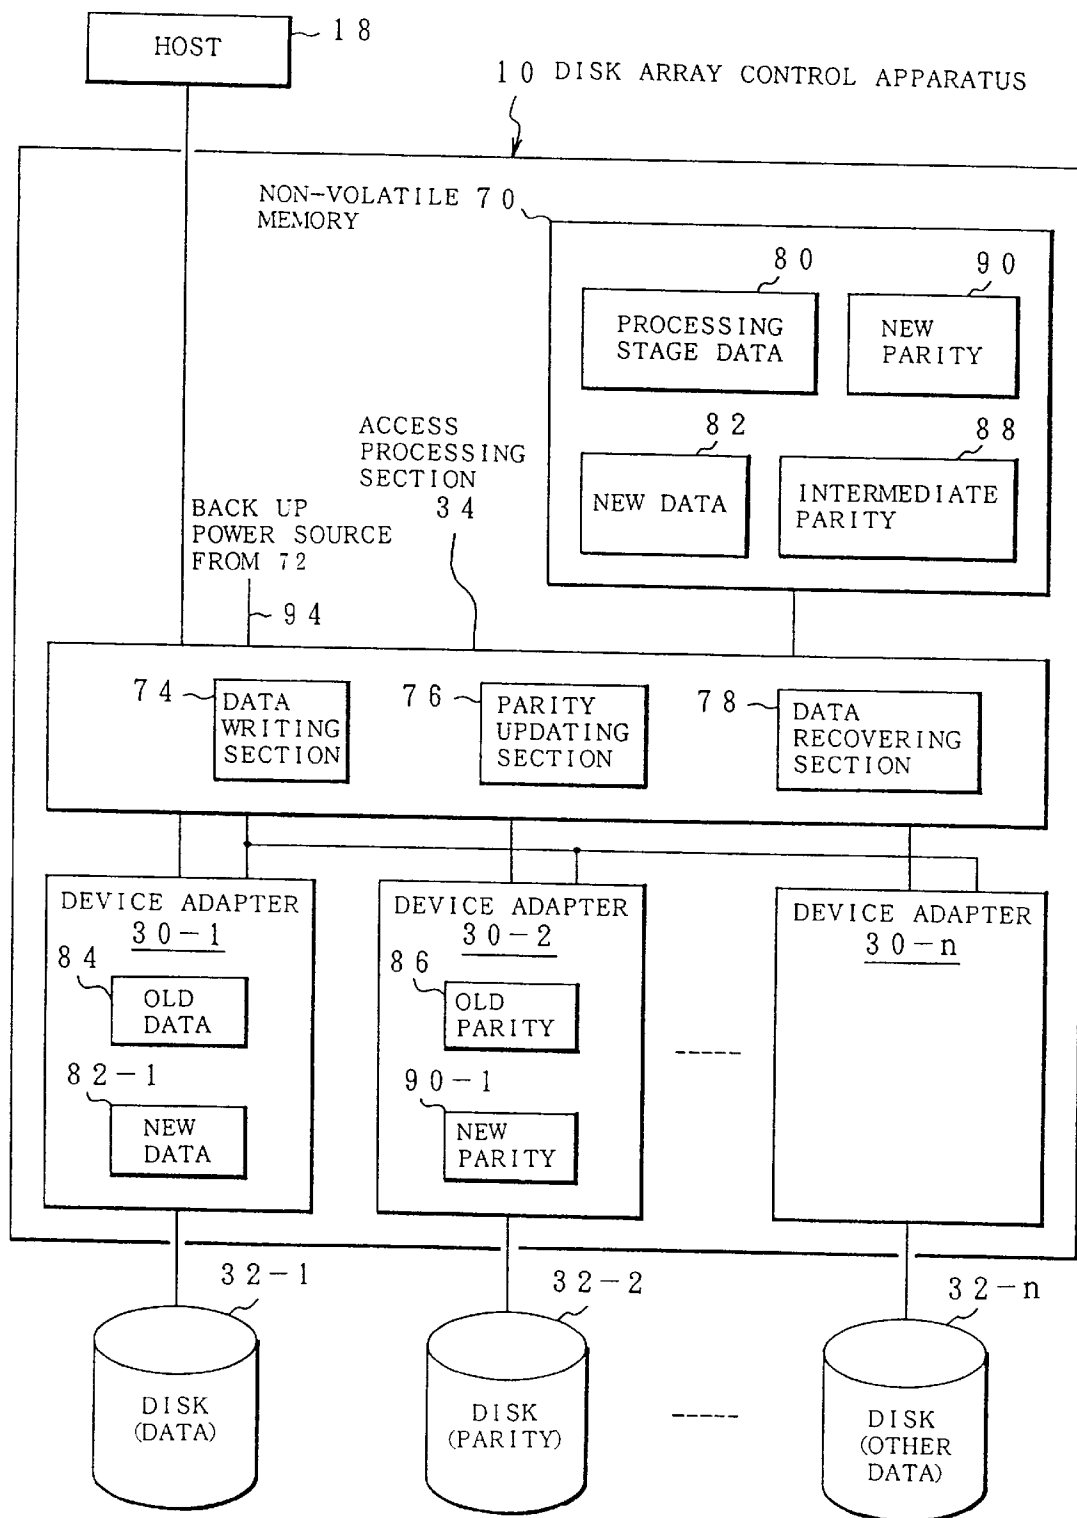 HOST
18
10 DISK ARRAY CONTROL APPARATUS
NON-VOLATILE 70
MEMORY
80
90
PROCESSING
STAGE DATA
NEW
PARITY
82
88
NEW DATA
INTERMEDIATE
PARITY
ACCESS
PROCESSING
SECTION
34
BACK UP
POWER SOURCE
FROM 72
94
74
DATA
WRITING
SECTION
76
PARITY
UPDATING
SECTION
78
DATA
RECOVERING
SECTION
DEVICE ADAPTER
30-1
84
OLD
DATA
82-1
NEW
DATA
DEVICE ADAPTER
30-2
86
OLD
PARITY
90-1
NEW
PARITY
DEVICE ADAPTER
30-n
32-1
32-2
32-n
DISK
(DATA)
DISK
(PARITY)
DISK
(OTHER
DATA)